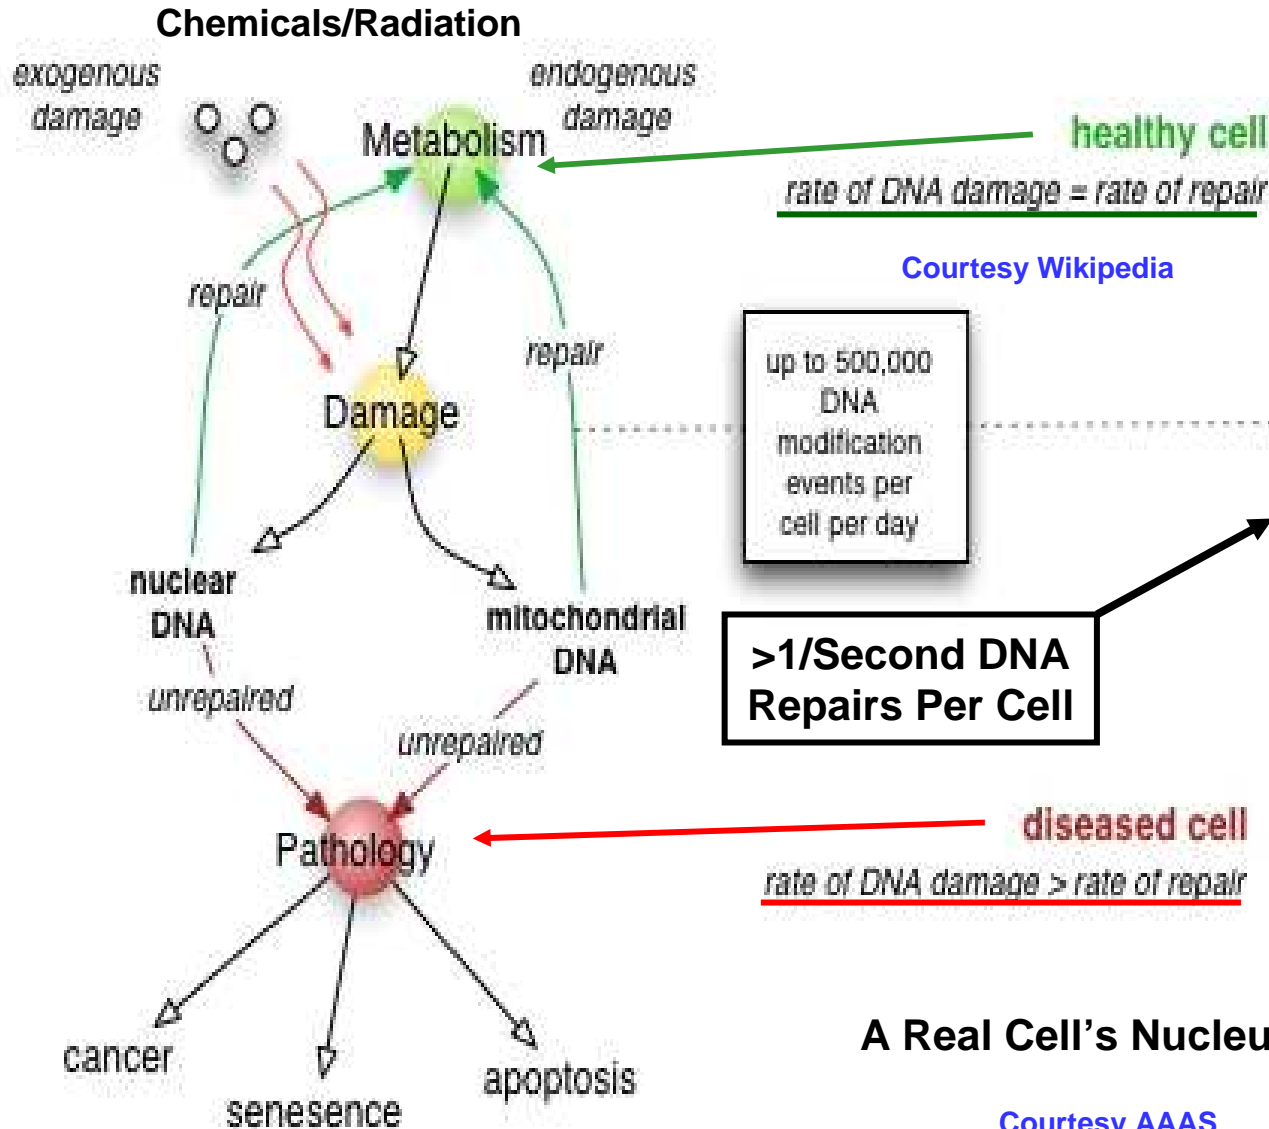 Chemicals/Radiation
exogenous
damage
endogenous
damage
Metabolism
healthy cell
rate of DNA damage = rate of repair
Courtesy Wikipedia
repair
repair
up to 500,000
DNA
modification
events per
cell per day
Damage
nuclear
DNA
mitochondrial
DNA
>1/Second DNA
Repairs Per Cell
unrepaired
unrepaired
Pathology
diseased cell
rate of DNA damage > rate of repair
cancer
senesence
apoptosis
A Real Cell's Nucleu
Courtesy AAAS